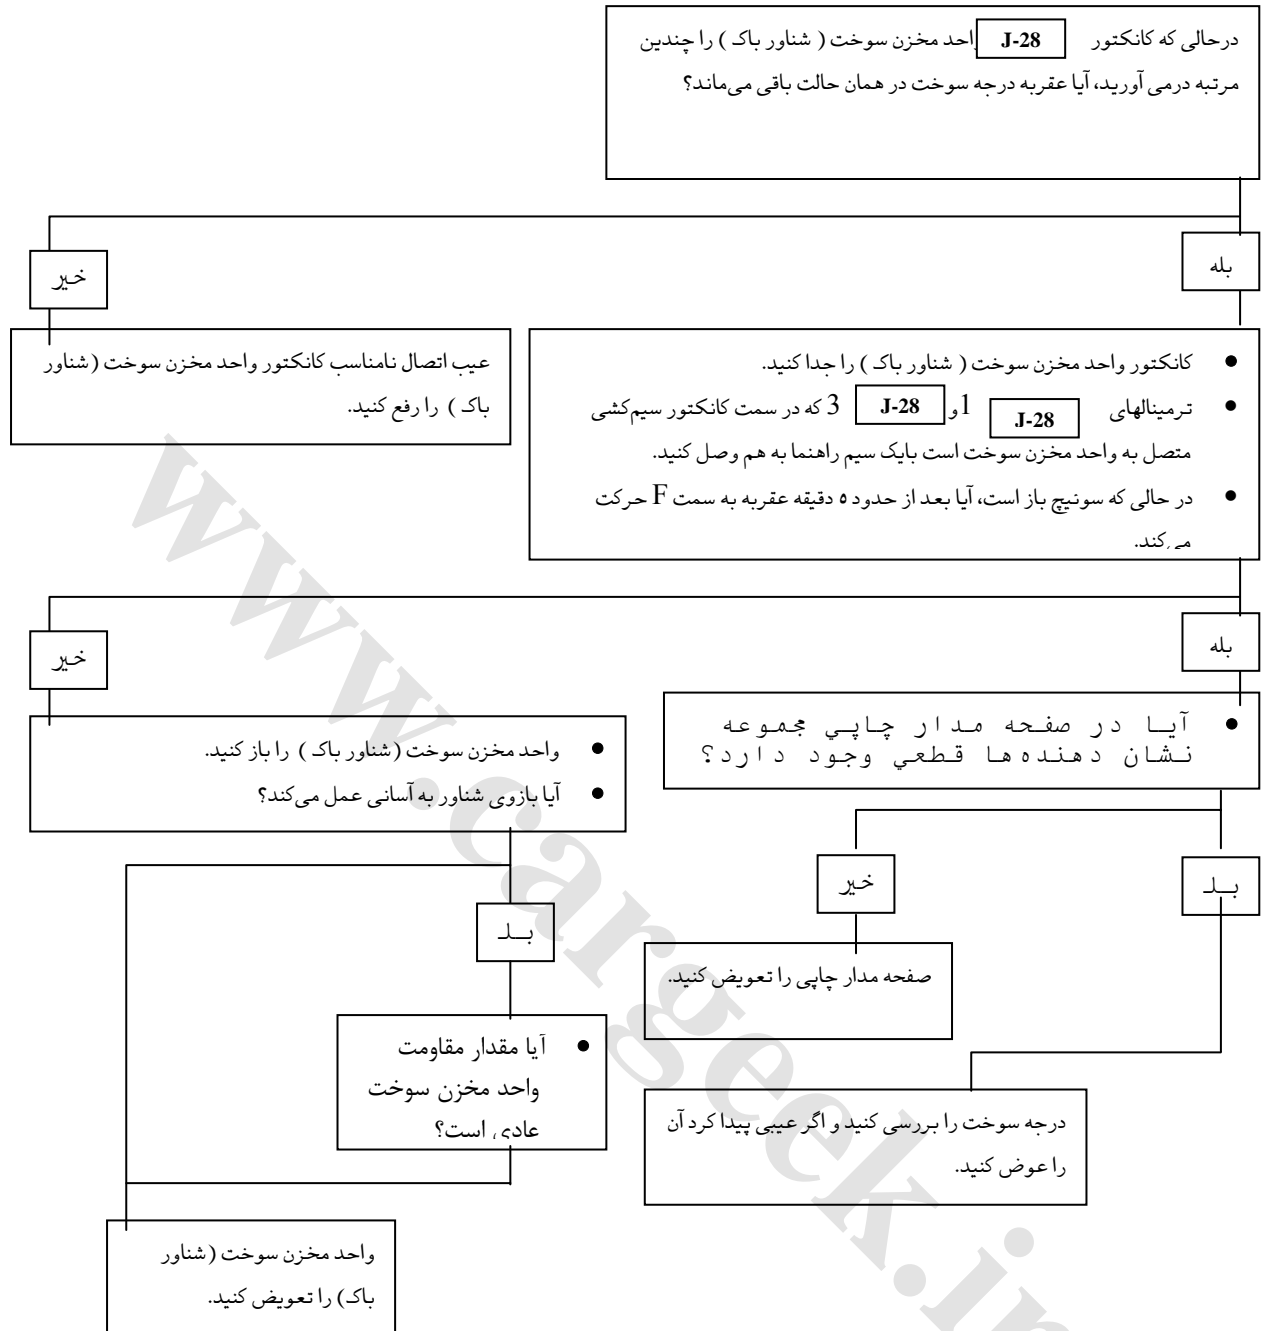 درحالی که کانکتور J-28 احد مخزن سوخت ( شناور باک ) را چندین
مرتبه درمی آورید، آیا عقربه درجه سوخت در همان حالت باقی می‌ماند؟
خیر
بله
عیب اتصال نامناسب کانکتور واحد مخزن سوخت (شناور
باک ) را رفع کنید.
● کانکتور واحد مخزن سوخت ( شناور باک ) را جدا کنید.
● ترمینالهای J-28 1و J-28 3 که در سمت کانکتور سیم‌کشی
متصل به واحد مخزن سوخت است بایک سیم راهنما به هم وصل کنید.
● در حالی که سوئیچ باز است، آیا بعد از حدود ۵ دقیقه عقربه به سمت F حرکت
می‌کند.
خیر
بله
● واحد مخزن سوخت (شناور باک ) را باز کنید.
● آیا بازوی شناور به آسانی عمل می‌کند؟
● آیا در صفحه مدار چاپي مجموعه
نشان دهنده‌ها قطعي وجود دارد؟
خیر
بلـ
بلـ
صفحه مدار چاپی را تعویض کنید.
● آیا مقدار مقاومت
واحد مخزن سوخت
عادی است؟
درجه سوخت را بررسی کنید و اگر عیبی پیدا کرد آن
را عوض کنید.
واحد مخزن سوخت (شناور
باک) را تعویض کنید.
www.cargeek.ir